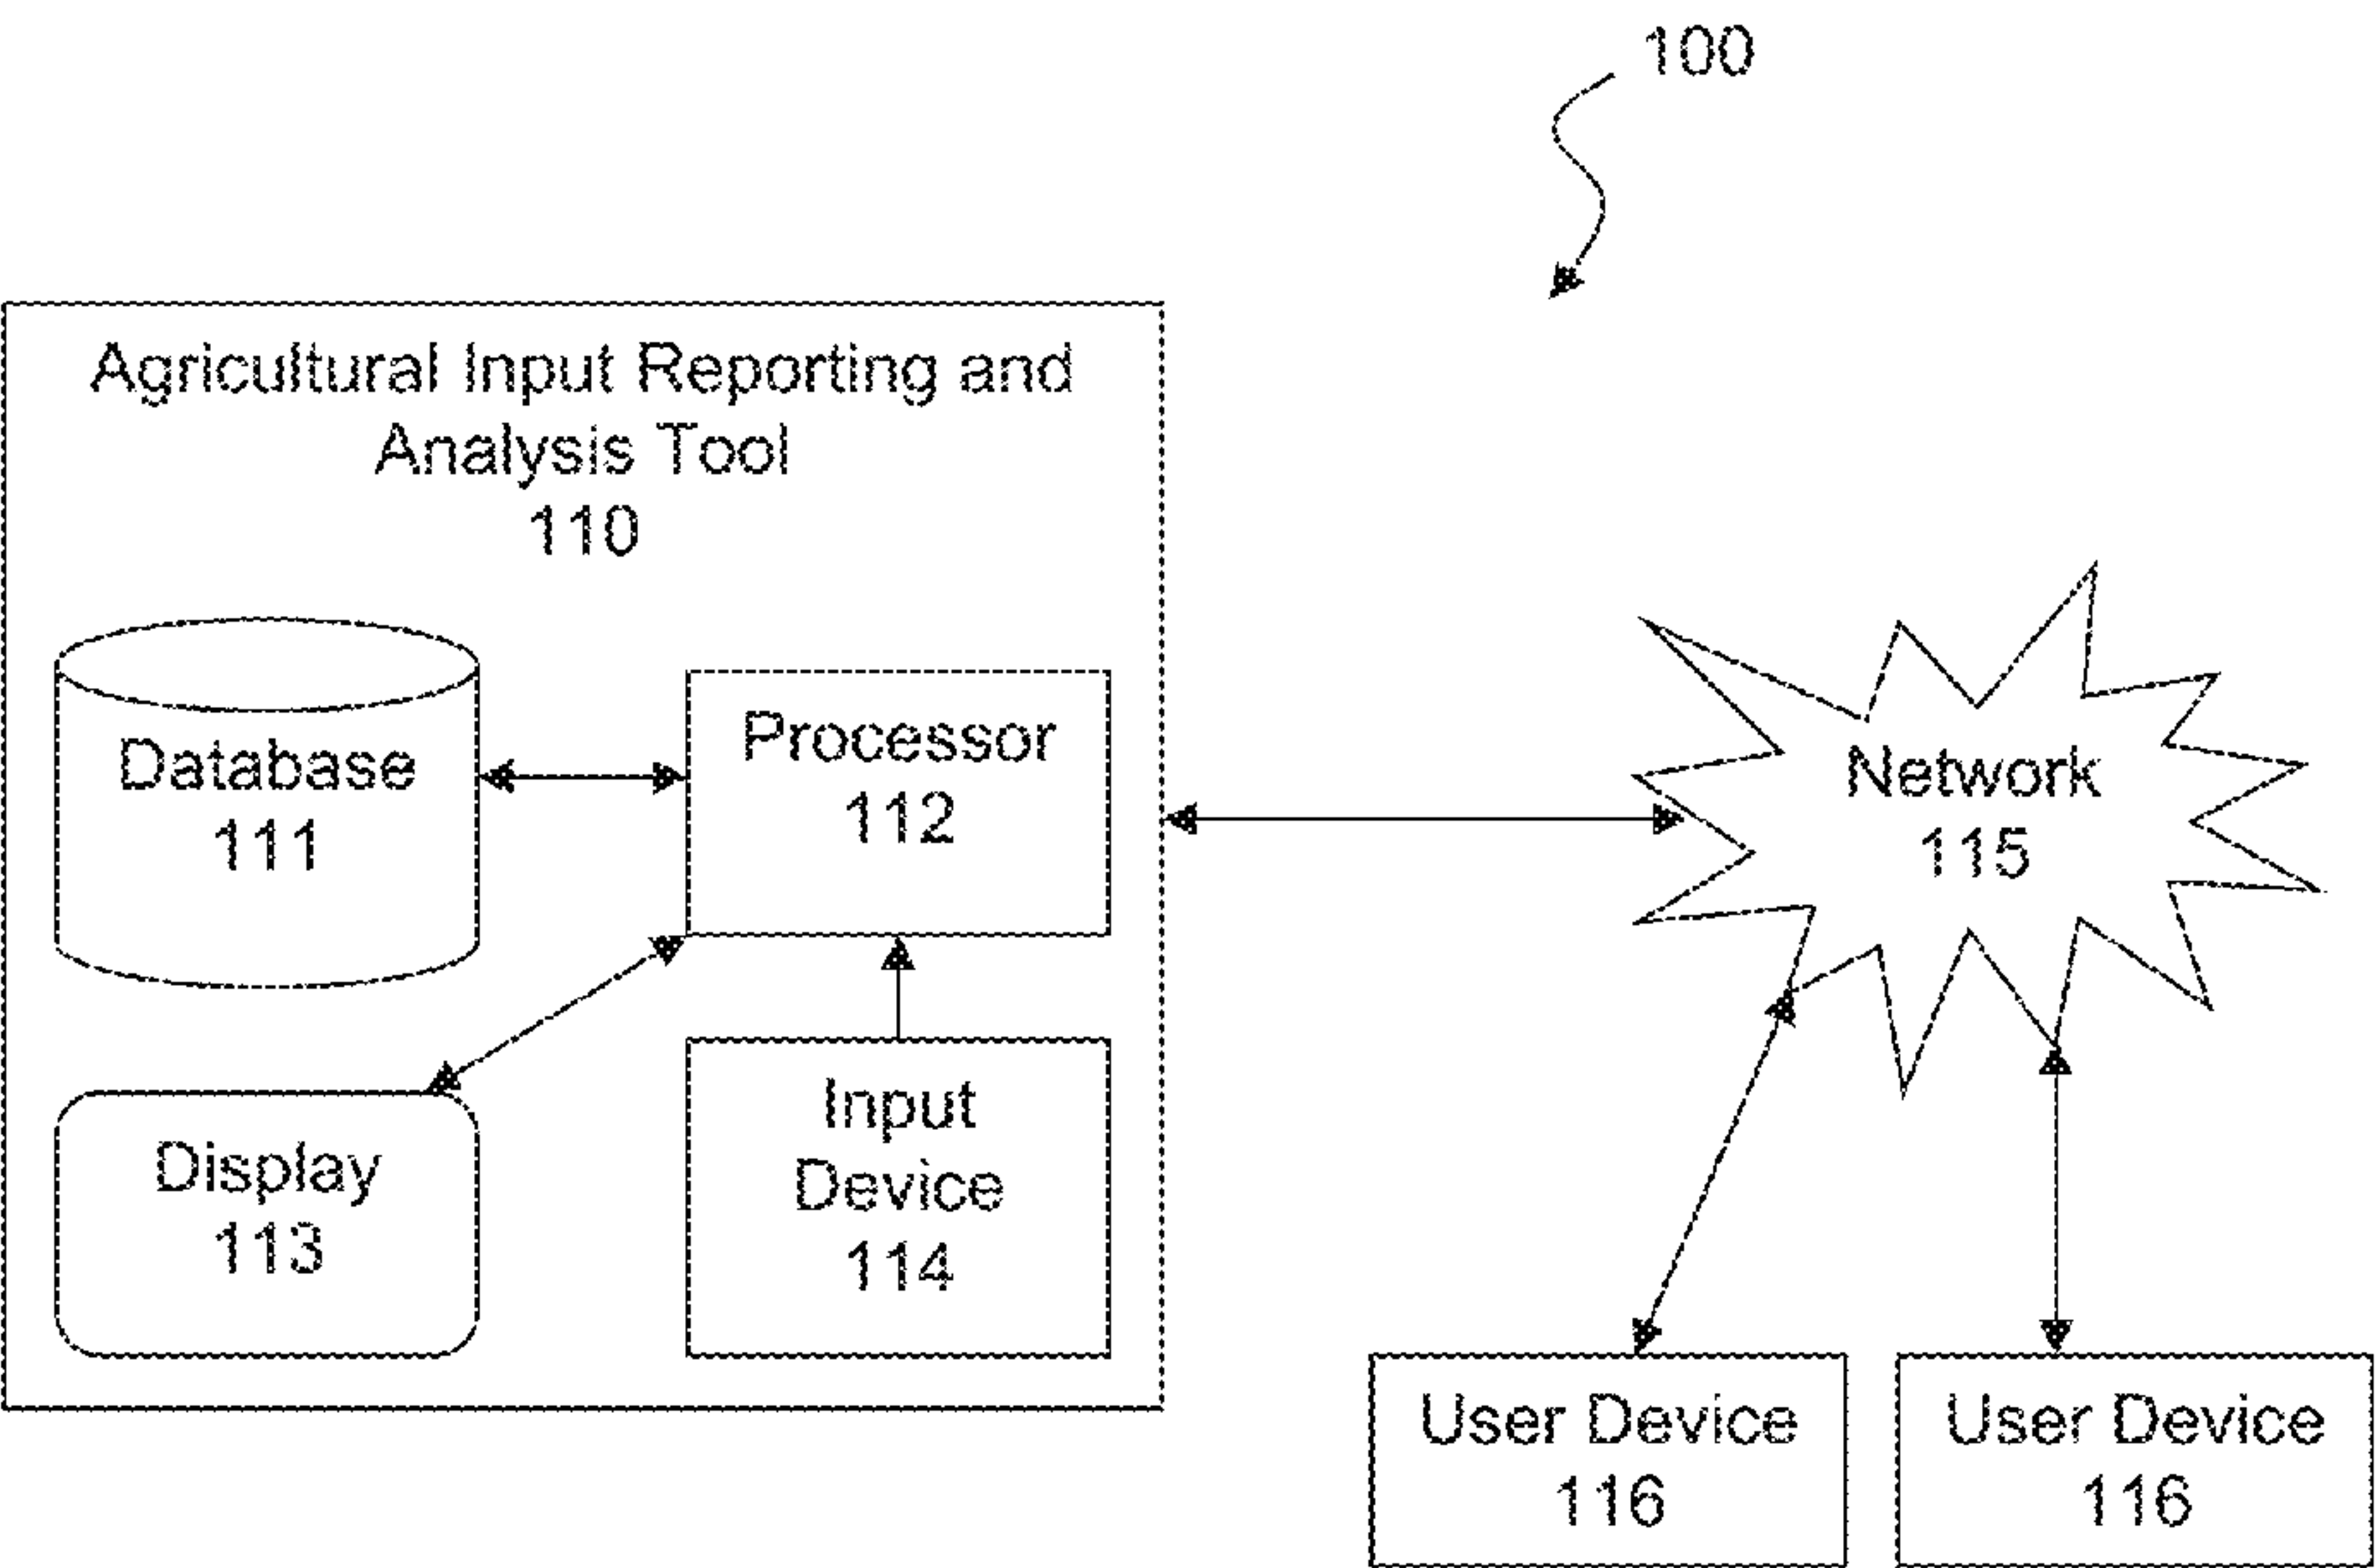 100
Agricultural Input Reporting and
Analysis Tool
110
Database
111
Processor
112
Network
115
Display
113
Input
Device
114
User Device
116
User Device
116